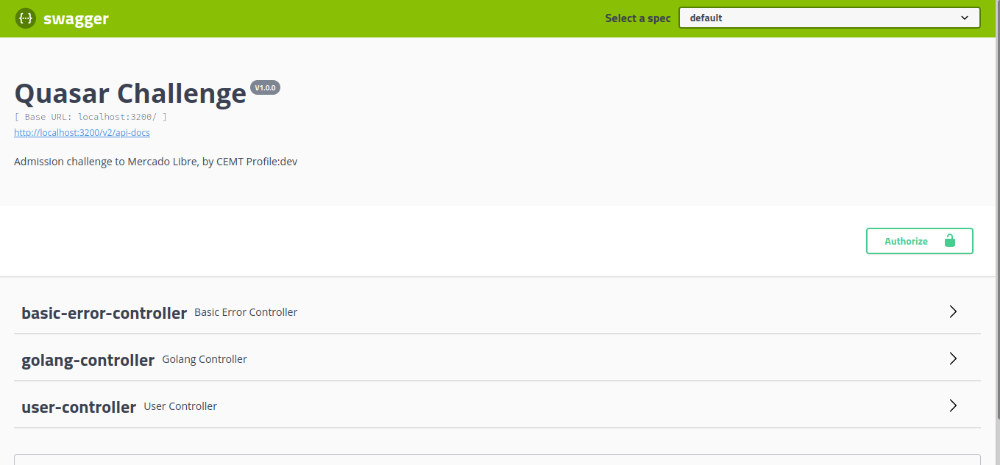 {...} swagger
Select a spec default
Quasar Challenge V1.0.0
[ Base URL: localhost:3200/ ]
http://localhost:3200/v2/api-docs
Admission challenge to Mercado Libre, by CEMT Profile:dev
Authorize
basic-error-controller Basic Error Controller
golang-controller Golang Controller
user-controller User Controller